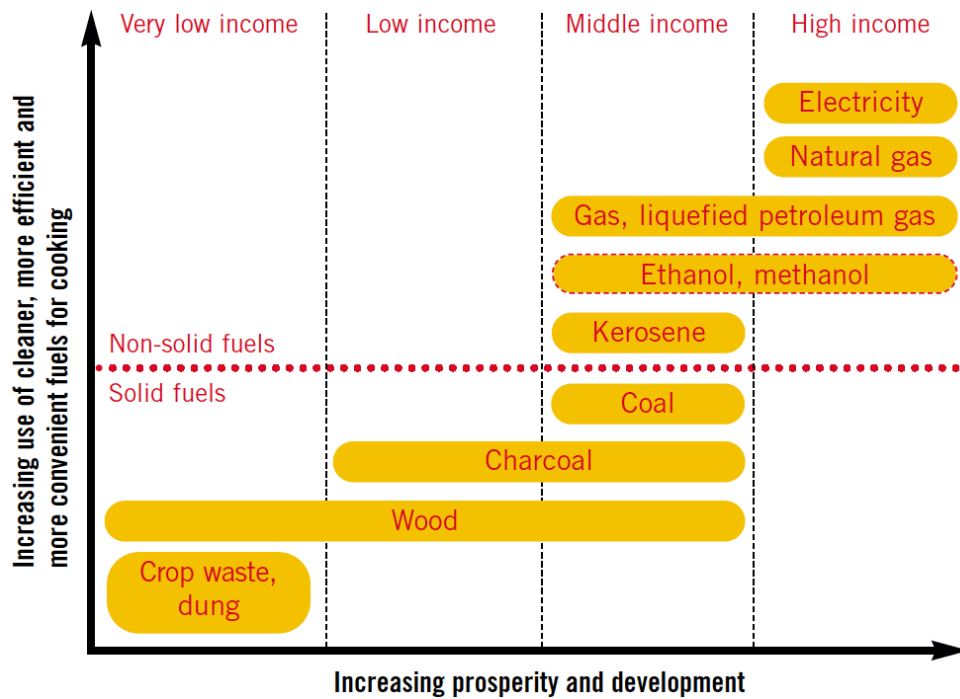 Very low income
Low income
Middle income
High income
Increasing use of cleaner, more efficient and
more convenient fuels for cooking
Electricity
Natural gas
Gas, liquefied petroleum gas
Ethanol, methanol
Kerosene
Non-solid fuels
Solid fuels
Coal
Charcoal
Wood
Crop waste,
dung
Increasing prosperity and development